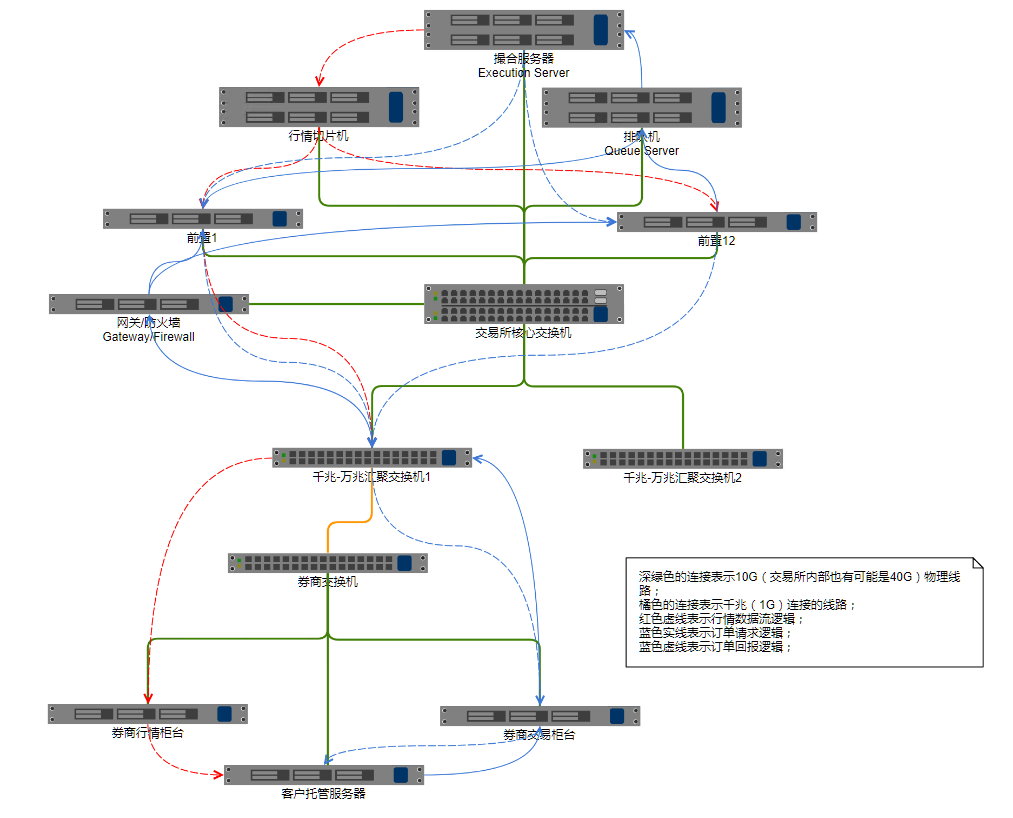 撮合服务器
Execution Server
行情切片机
排队机
Queue Server
前置1
前置12
网关/防火墙
Gateway/Firewall
交易所核心交换机
千兆-万兆汇聚交换机1
千兆-万兆汇聚交换机2
券商交换机
深绿色的连接表示10G（交易所内部也有可能是40G）物理线
路；
橘色的连接表示千兆（1G）连接的线路；
红色虚线表示行情数据流逻辑；
蓝色实线表示订单请求逻辑；
蓝色虚线表示订单回报逻辑；
券商行情柜台
券商交易柜台
客户托管服务器